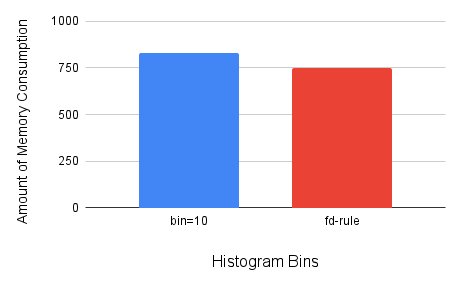 1000
750
500
250
0
Amount of Memory Consumption
bin=10
fd-rule
Histogram Bins